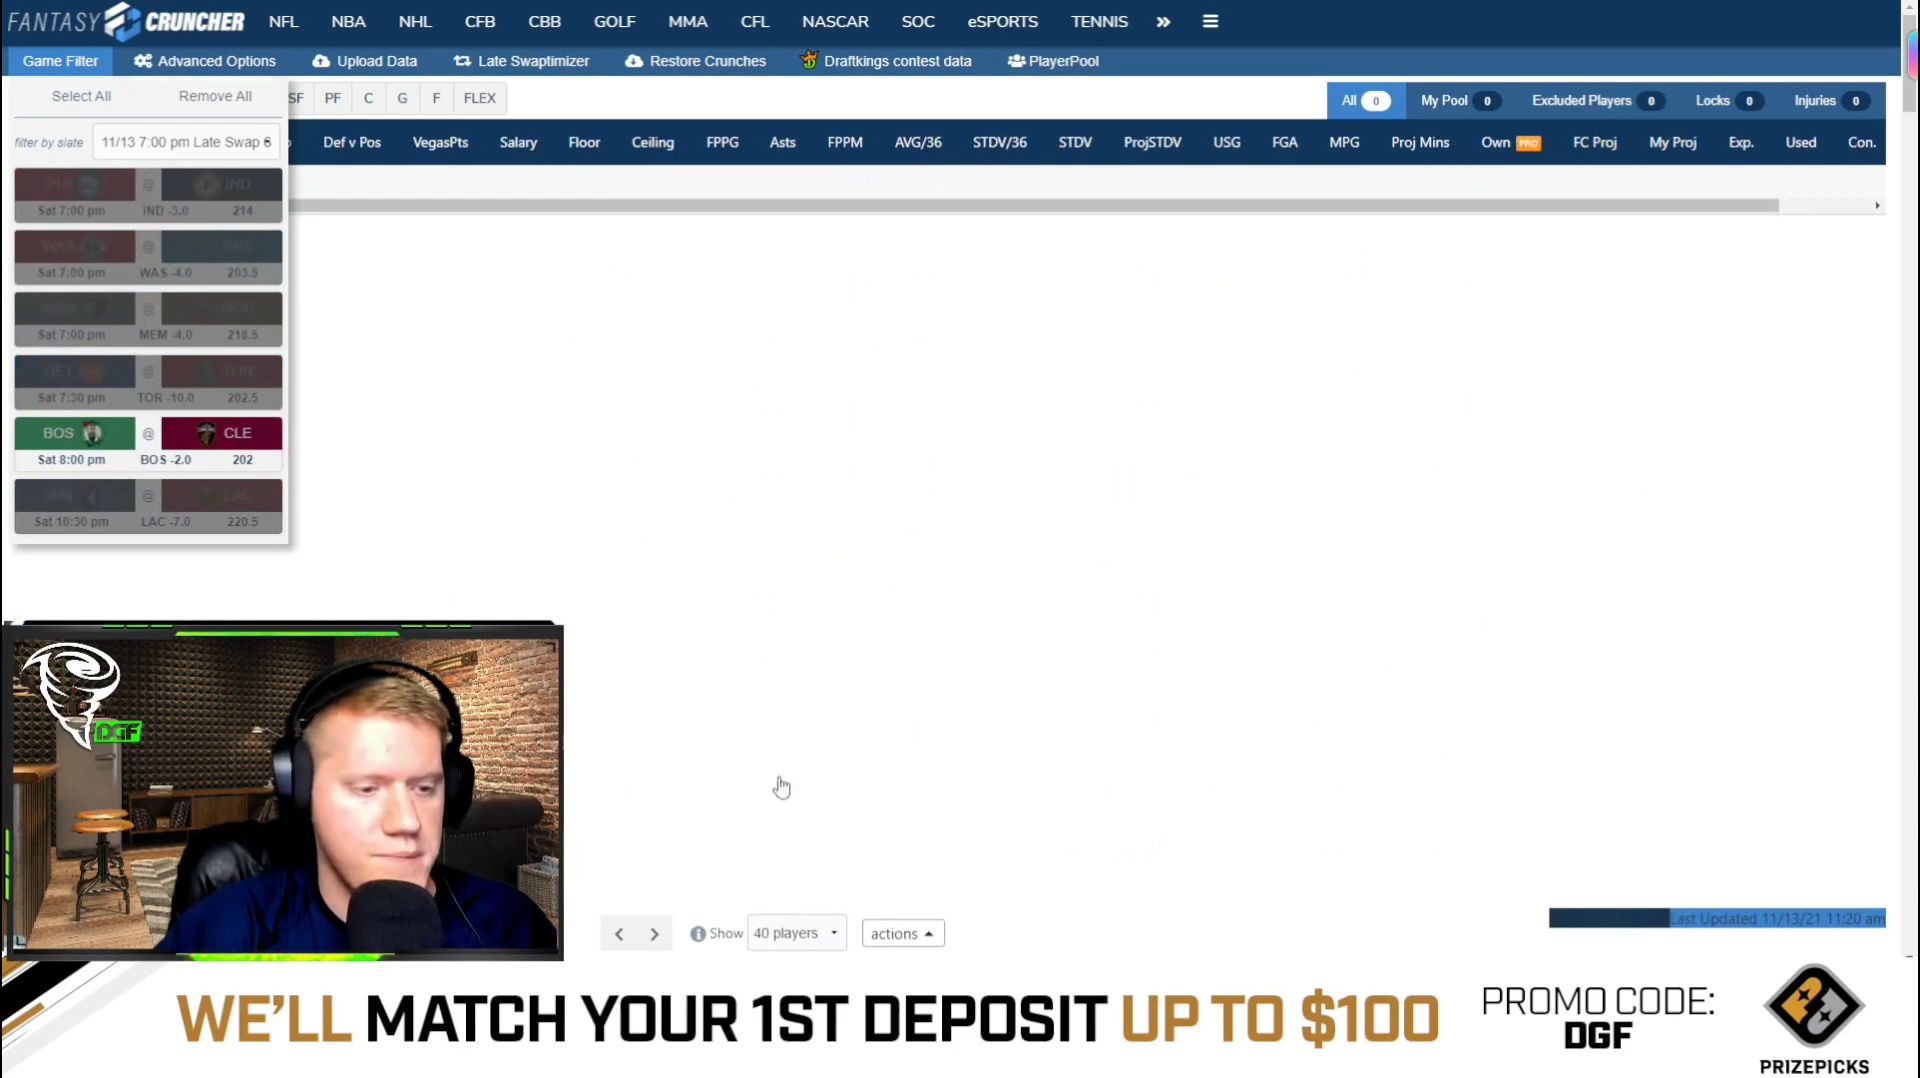 FANTASY CRUNCHER NFL NBA NHL CFB CBB GOLF MMA CFL NASCAR SOC eSPORTS TENNIS
Game Filter Advanced Options Upload Data Late Swaptimizer Restore Crunches Draftkings contest data PlayerPool
Select All Remove All SF PF C G F FLEX All 0 My Pool 0 Excluded Players 0 Locks 0 Injuries 0
filter by slate 11/13 7:00 pm Late Swap Def v Pos VegasPts Salary Floor Ceiling FPPG Asts FPPM AVG/36 STDV/36 STDV ProjSTDV USG FGA MPG Proj Mins Own PRO FC Proj My Proj Exp. Used Con.
PHI @ IND
Sat 7:00 pm IND -3.0 214
WAS @ ORL
Sat 7:00 pm WAS -4.0 203.5
@
Sat 7:00 pm MEM -4.0 218.5
DET @ TOR
Sat 7:30 pm TOR -10.0 202.5
BOS @ CLE
Sat 8:00 pm BOS -2.0 202
@ LAC
Sat 10:30 pm LAC -7.0 220.5
DGF
Show 40 players actions
Last Updated 11/13/21 11:20 am
WE'LL MATCH YOUR 1ST DEPOSIT UP TO $100
PROMO CODE:
DGF
PRIZEPICKS